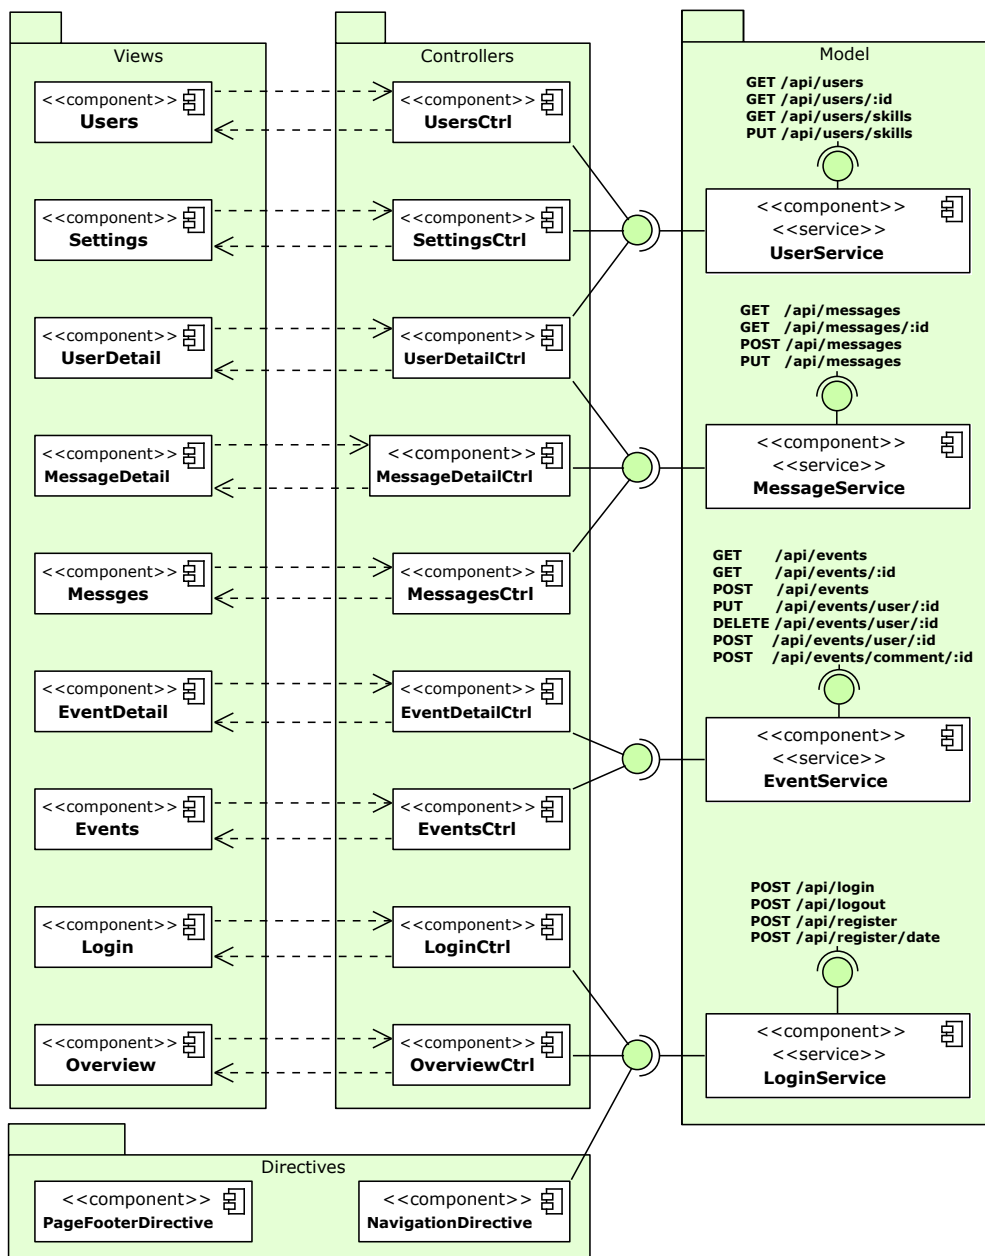 Views
<<component>>
Users
<<component>>
Settings
<<component>>
UserDetail
<<component>>
MessageDetail
<<component>>
Messges
<<component>>
EventDetail
<<component>>
Events
<<component>>
Login
<<component>>
Overview
Controllers
<<component>>
UsersCtrl
<<component>>
SettingsCtrl
<<component>>
UserDetailCtrl
<<component>>
MessageDetailCtrl
<<component>>
MessagesCtrl
<<component>>
EventDetailCtrl
<<component>>
EventsCtrl
<<component>>
LoginCtrl
<<component>>
OverviewCtrl
Model
GET /api/users
GET /api/users/:id
GET /api/users/skills
PUT /api/users/skills
<<component>>
<<service>>
UserService
GET /api/messages
GET /api/messages/:id
POST /api/messages
PUT /api/messages
<<component>>
<<service>>
MessageService
GET /api/events
GET /api/events/:id
POST /api/events
PUT /api/events/user/:id
DELETE /api/events/user/:id
POST /api/events/user/:id
POST /api/events/comment/:id
<<component>>
<<service>>
EventService
POST /api/login
POST /api/logout
POST /api/register
POST /api/register/date
<<component>>
<<service>>
LoginService
Directives
<<component>>
PageFooterDirective
<<component>>
NavigationDirective